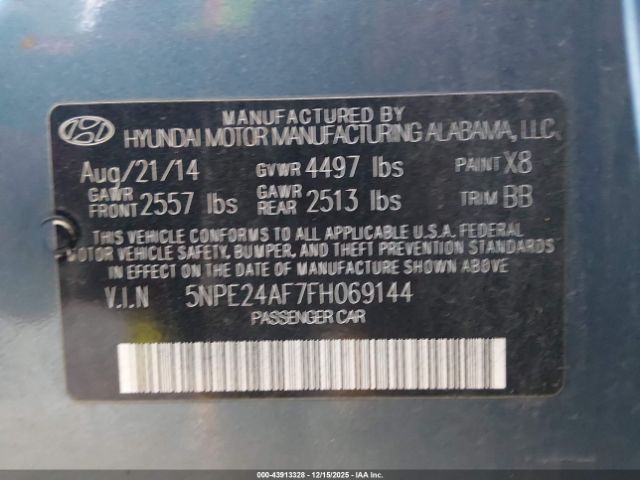 MANUFACTURED BY
HYUNDAI MOTOR MANUFACTURING ALABAMA, LLC.
Aug/21/14 GVWR 4497 lbs PAINT X8
GAWR FRONT 2557 lbs GAWR REAR 2513 lbs TRIM BB
THIS VEHICLE CONFORMS TO ALL APPLICABLE U.S.A. FEDERAL
MOTOR VEHICLE SAFETY, BUMPER, AND THEFT PREVENTION STANDARDS
IN EFFECT ON THE DATE OF MANUFACTURE SHOWN ABOVE.
V.I.N 5NPE24AF7FH069144
PASSENGER CAR
000-43913328 - 12/15/2025 - IAAI.COM